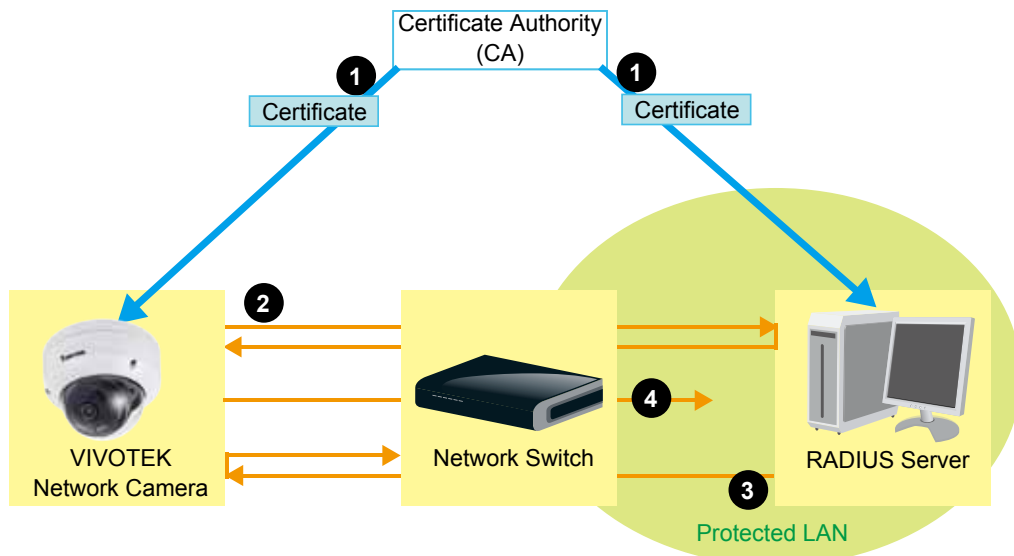 Certificate Authority
(CA)
1
1
Certificate
Certificate
2
4
VIVOTEK
Network Camera
Network Switch
RADIUS Server
3
Protected LAN